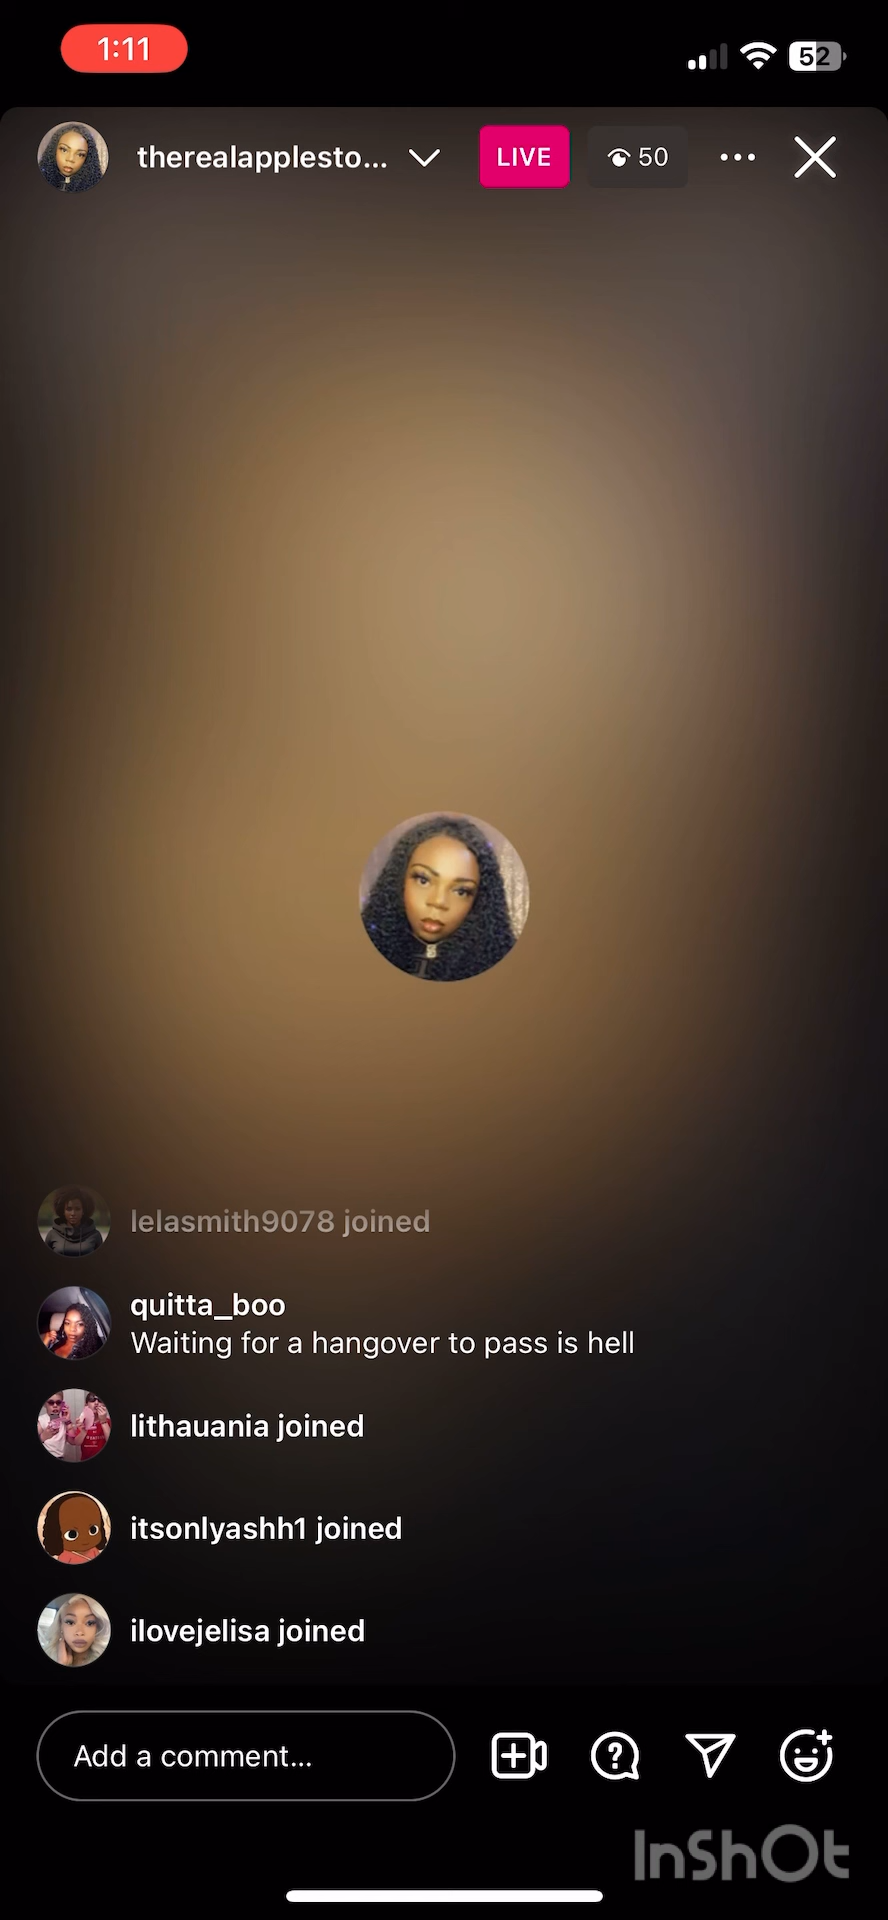 1:11
52
therealapplesto...
LIVE
50
lelasmith9078 joined
quitta_boo
Waiting for a hangover to pass is hell
lithauania joined
itsonlyashh1 joined
ilovejelisa joined
Add a comment...
InShOt